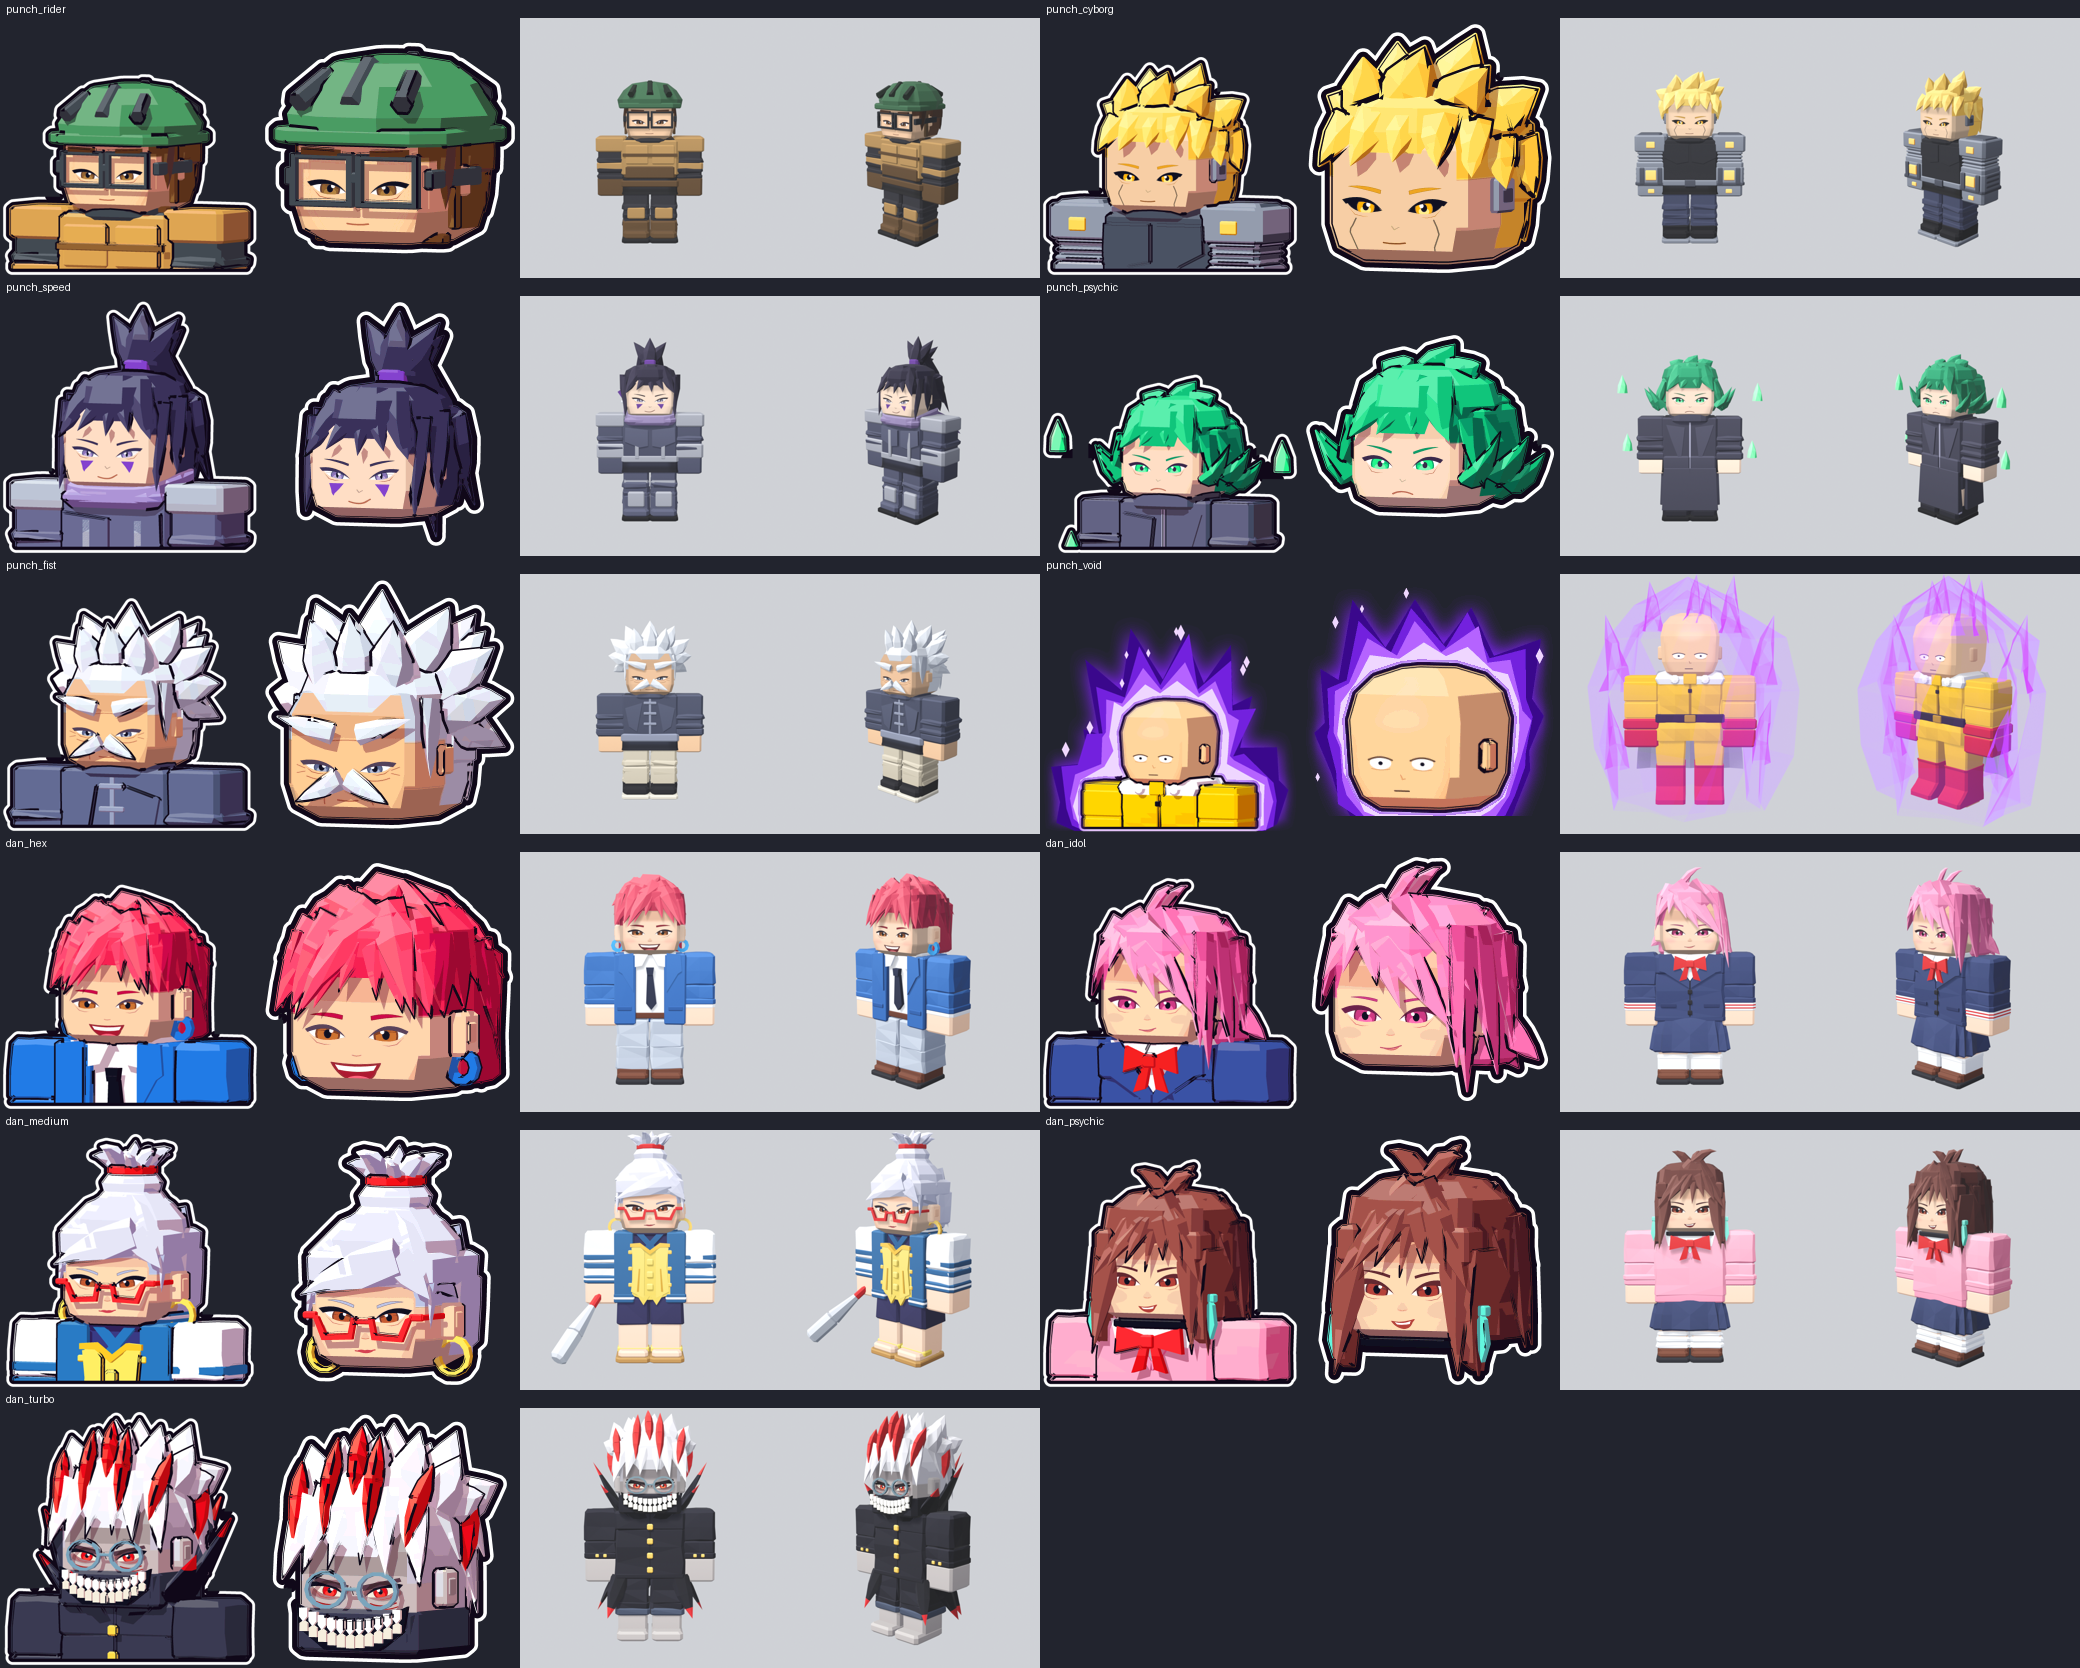 punch_rider
punch_cyborg
punch_speed
punch_psychic
punch_fist
punch_void
dan_hex
dan_idol
dan_medium
dan_psychic
dan_turbo